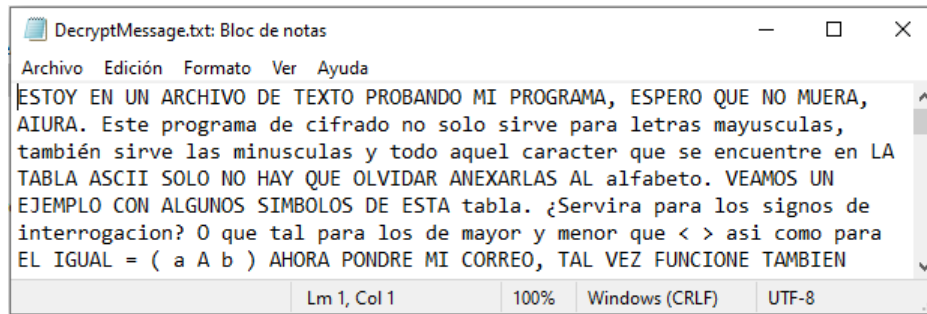 DecryptMessage.txt: Bloc de notas
Archivo Edición Formato Ver Ayuda
ESTOY EN UN ARCHIVO DE TEXTO PROBANDO MI PROGRAMA, ESPERO QUE NO MUERA,
AIURA. Este programa de cifrado no solo sirve para letras mayusculas,
también sirve las minusculas y todo aquel caracter que se encuentre en LA
TABLA ASCII SOLO NO HAY QUE OLVIDAR ANEXARLAS AL alfabeto. VEAMOS UN
EJEMPLO CON ALGUNOS SIMBOLOS DE ESTA tabla. ¿Servira para los signos de
interrogacion? O que tal para los de mayor y menor que < > asi como para
EL IGUAL = ( a A b ) AHORA PONDRE MI CORREO, TAL VEZ FUNCIONE TAMBIEN
Lm 1, Col 1 100% Windows (CRLF) UTF-8